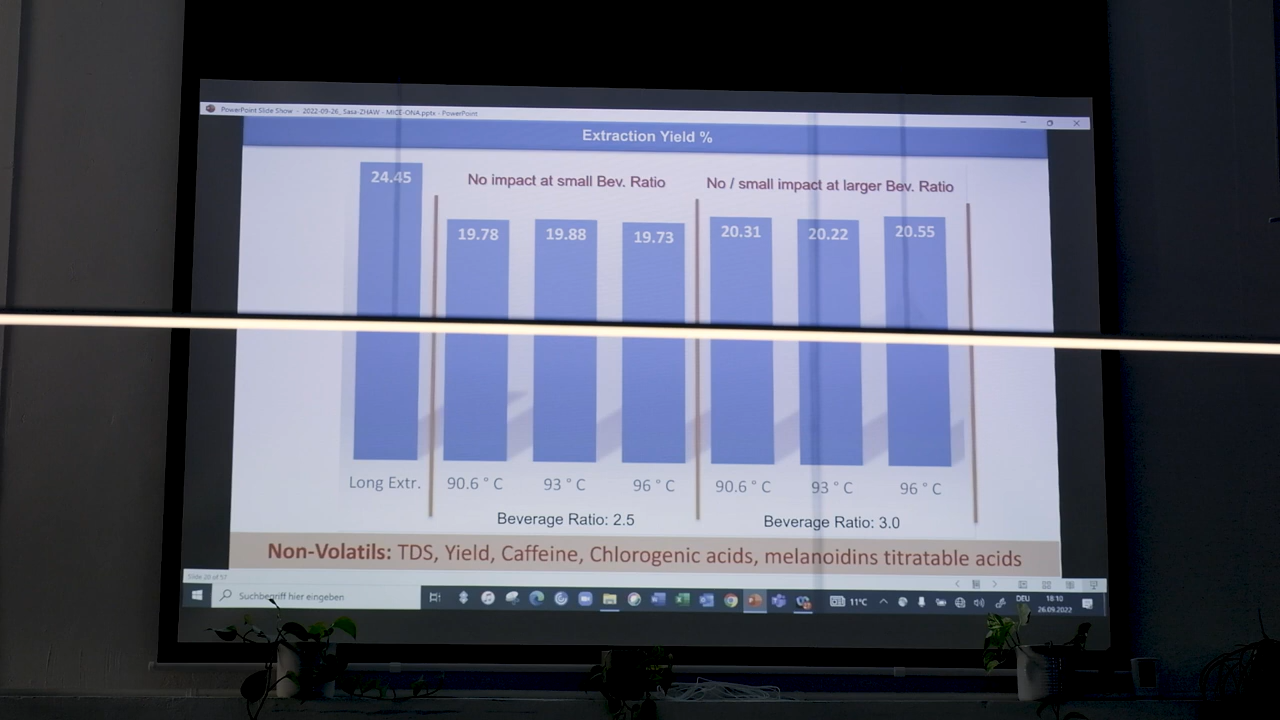 PowerPoint Slide Show - 2022-09-26_Sasa-ZHAW - MICE-ONA.pptx - PowerPoint
Extraction Yield %
No impact at small Bev. Ratio
No / small impact at larger Bev. Ratio
24.45
19.78
19.88
19.73
20.31
20.22
20.55
Long Extr.
90.6 ° C
93 ° C
96 ° C
90.6 ° C
93 ° C
96 ° C
Beverage Ratio: 2.5
Beverage Ratio: 3.0
Non-Volatils: TDS, Yield, Caffeine, Chlorogenic acids, melanoidins titratable acids
Slide 20 of 57
Suchbegriff hier eingeben
11°C
DEU
18:10
26.09.2022